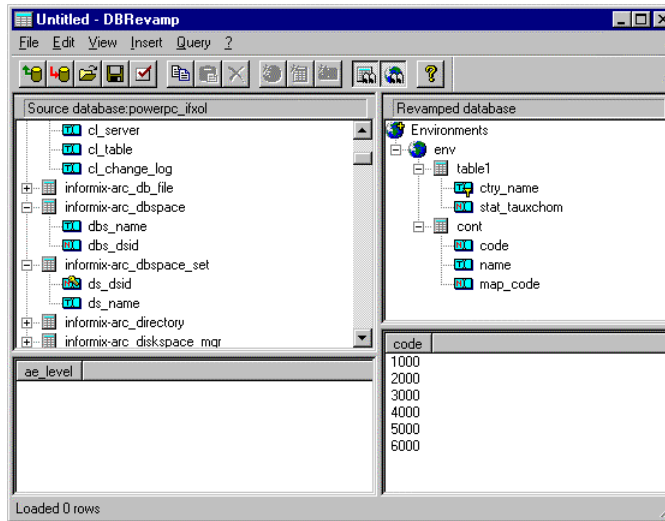 Untitled - DBRevamp
File Edit View Insert Query ?
Source database:powerpc_ifxol
cl_server
cl_table
cl_change_log
informix-arc_db_file
informix-arc_dbspace
dbs_name
dbs_dsid
informix-arc_dbspace_set
ds_dsid
ds_name
informix-arc_directory
informix-arc_diskspace_mgr
Revamped database
Environments
env
table1
ctry_name
stat_tauxchom
cont
code
name
map_code
ae_level
code
1000
2000
3000
4000
5000
6000
Loaded 0 rows